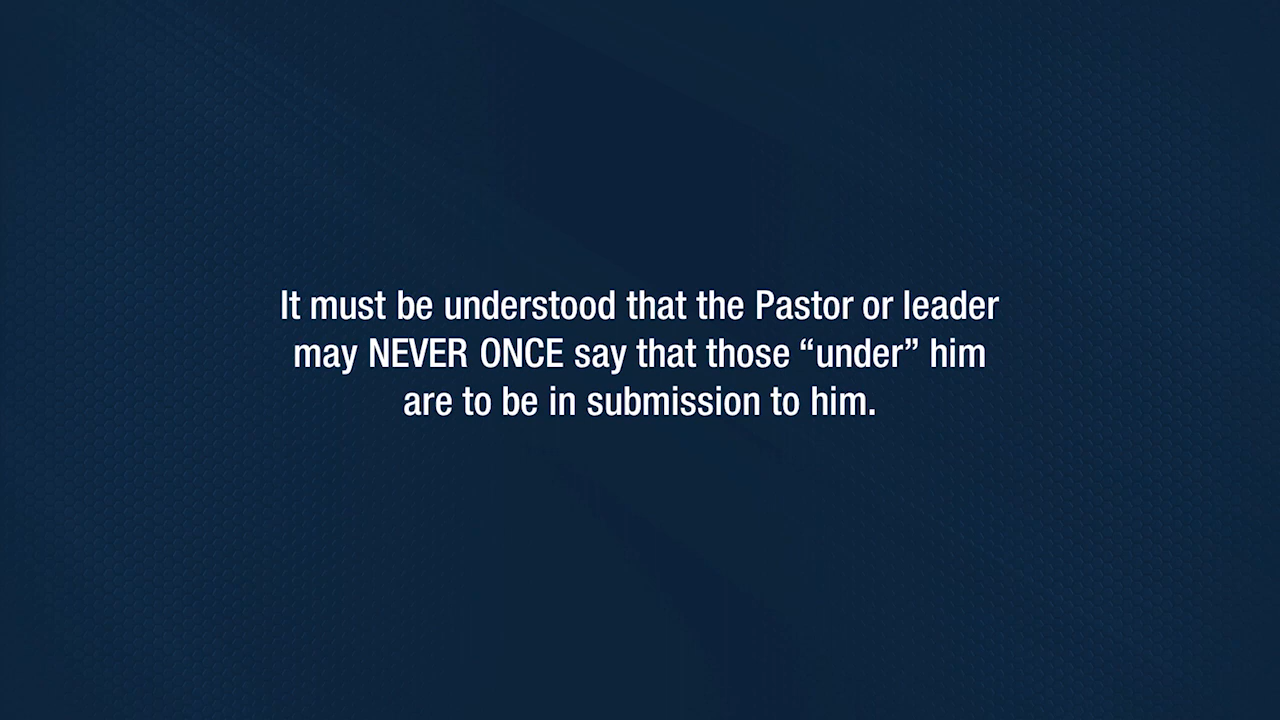 It must be understood that the Pastor or leader
may NEVER ONCE say that those “under” him
are to be in submission to him.